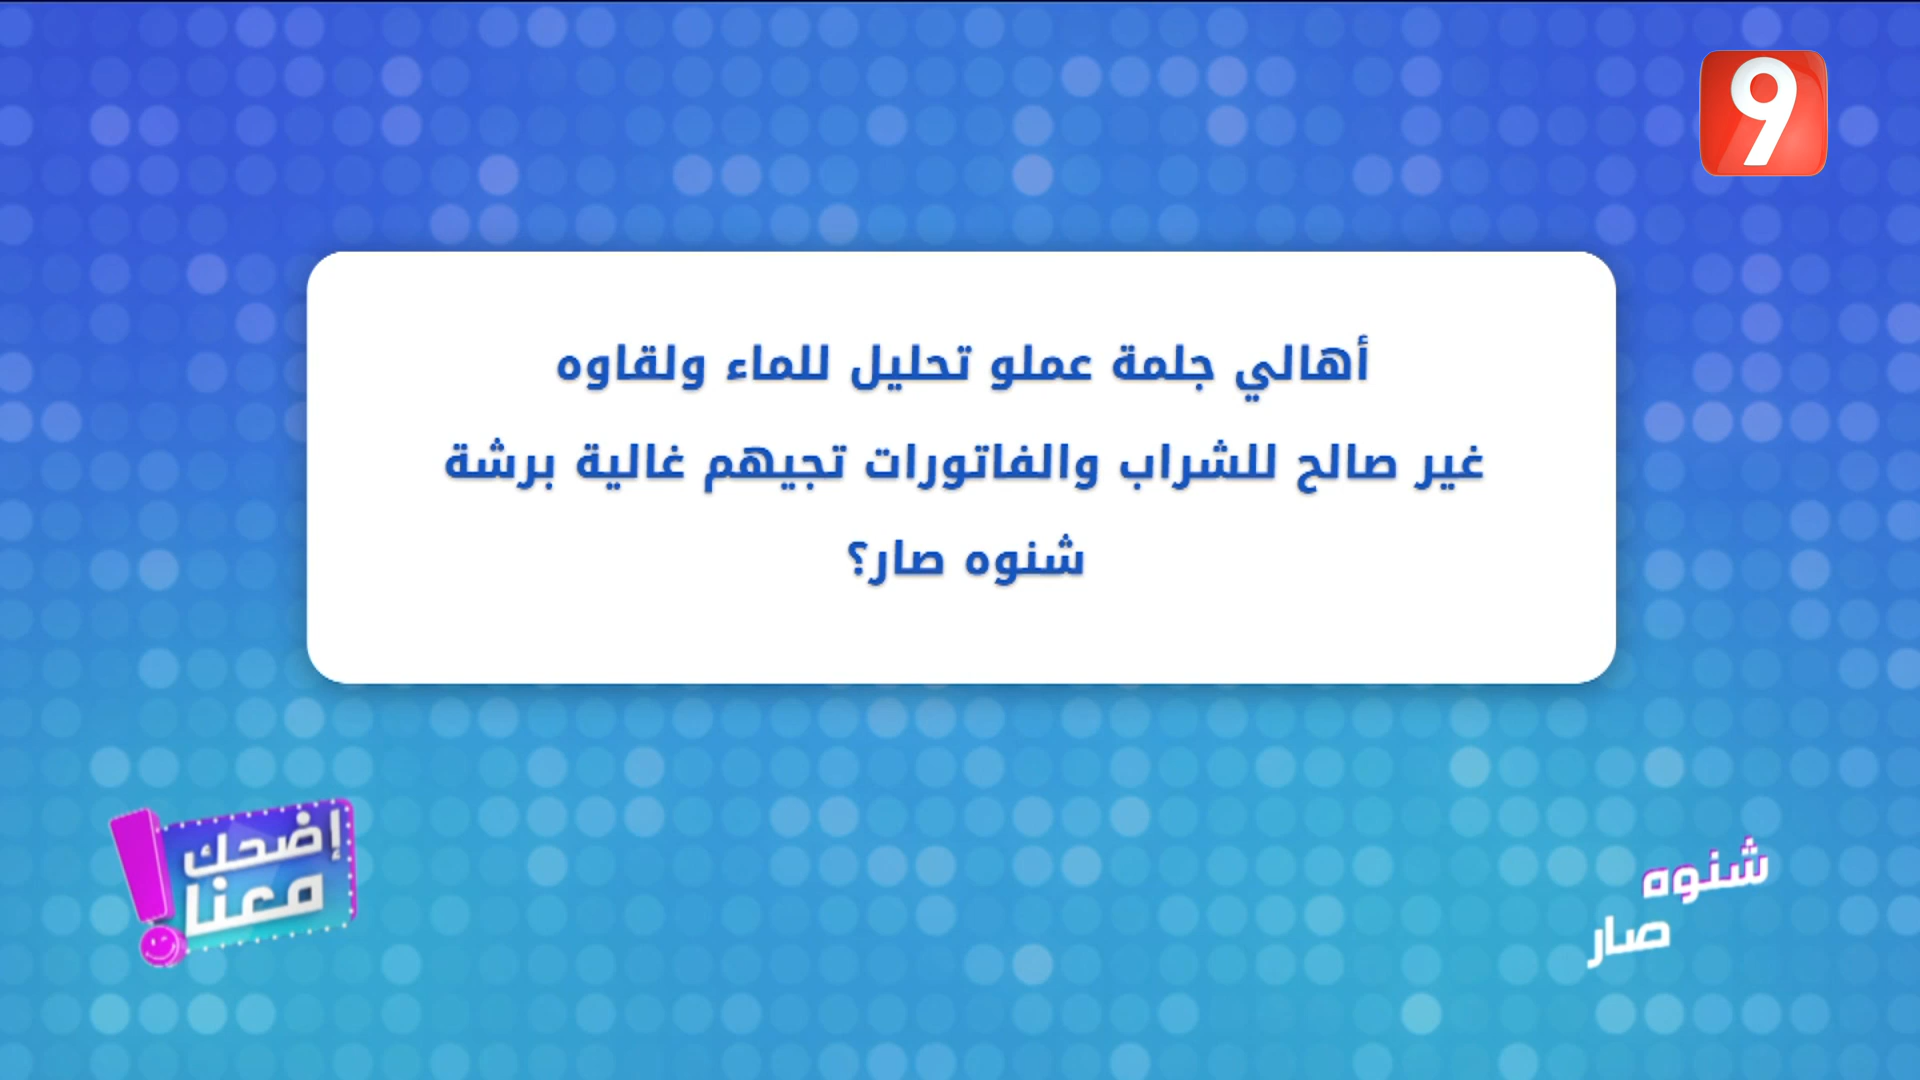 9
أهالي جلمة عملو تحليل للماء ولقاوه
غير صالح للشراب والفاتورات تجيهم غالية برشة
شنوه صار؟
إضحك
معنا
شنوه
صار